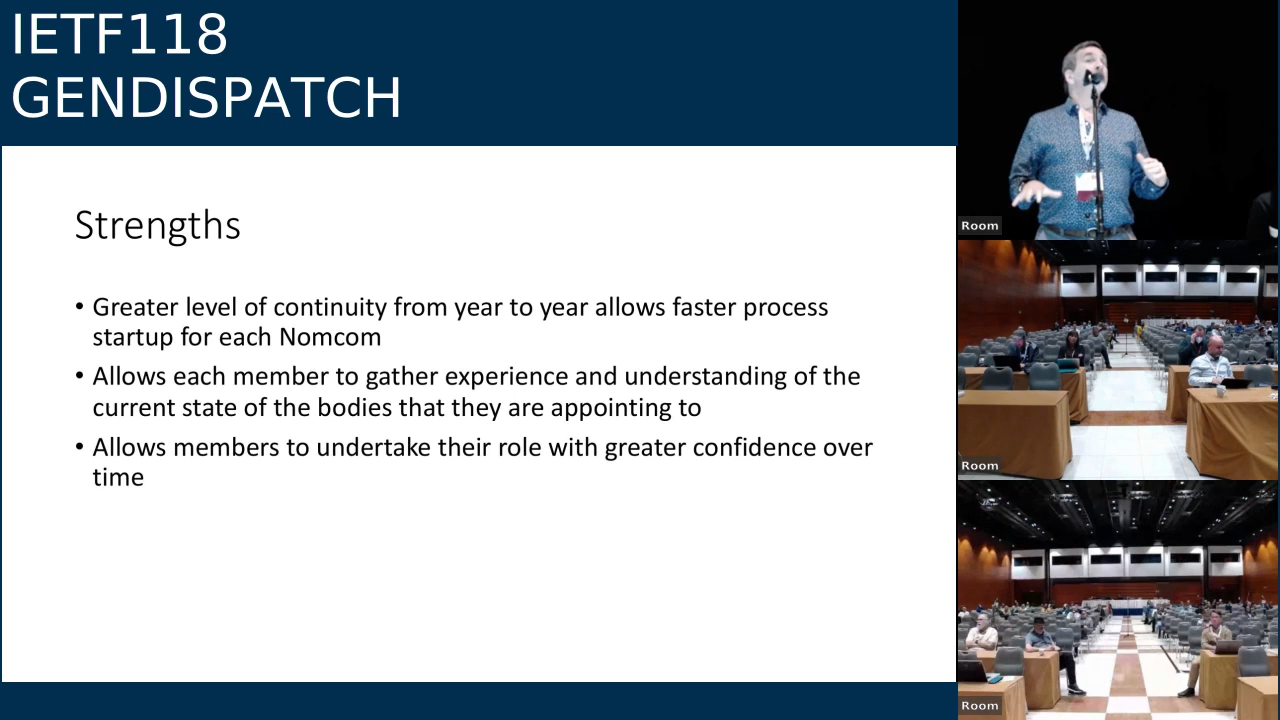 IETF118
GENDISPATCH
Strengths
• Greater level of continuity from year to year allows faster process
startup for each Nomcom
• Allows each member to gather experience and understanding of the
current state of the bodies that they are appointing to
• Allows members to undertake their role with greater confidence over
time
Room
Room
Room